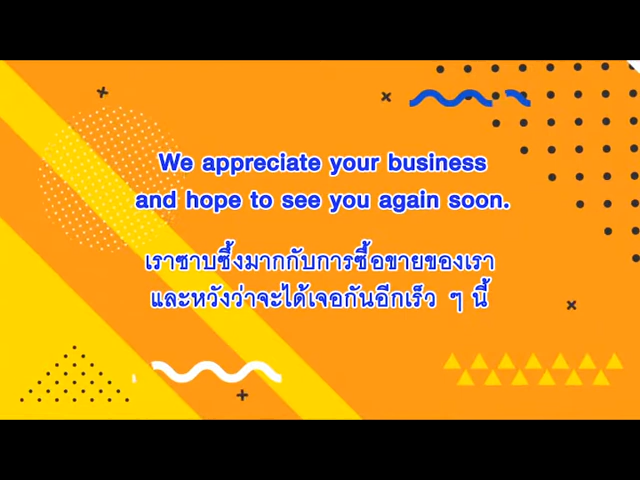 We appreciate your business
and hope to see you again soon.
เราซาบซึ้งมากกับการซื้อขายของเรา
และหวังว่าจะได้เจอกันอีกเร็ว ๆ นี้